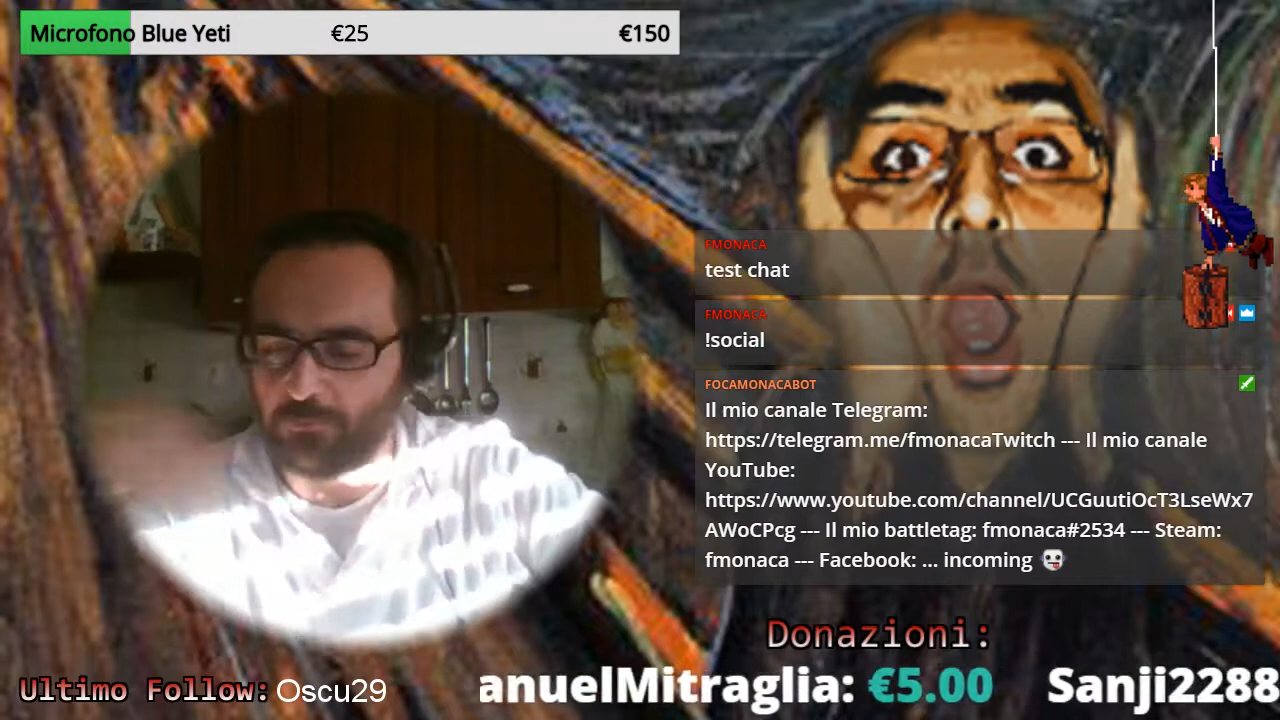 Microfono Blue Yeti €25 €150
FMONACA
test chat
FMONACA
!social
FOCAMONACABOT
Il mio canale Telegram:
https://telegram.me/fmonacaTwitch --- Il mio canale
YouTube:
https://www.youtube.com/channel/UCGuutiOcT3LseWx7
AWoCPcg --- Il mio battletag: fmonaca#2534 --- Steam:
fmonaca --- Facebook: ... incoming 👻
Donazioni:
Ultimo Follow: Oscu29
anuelMitraglia: €5.00 Sanji2288